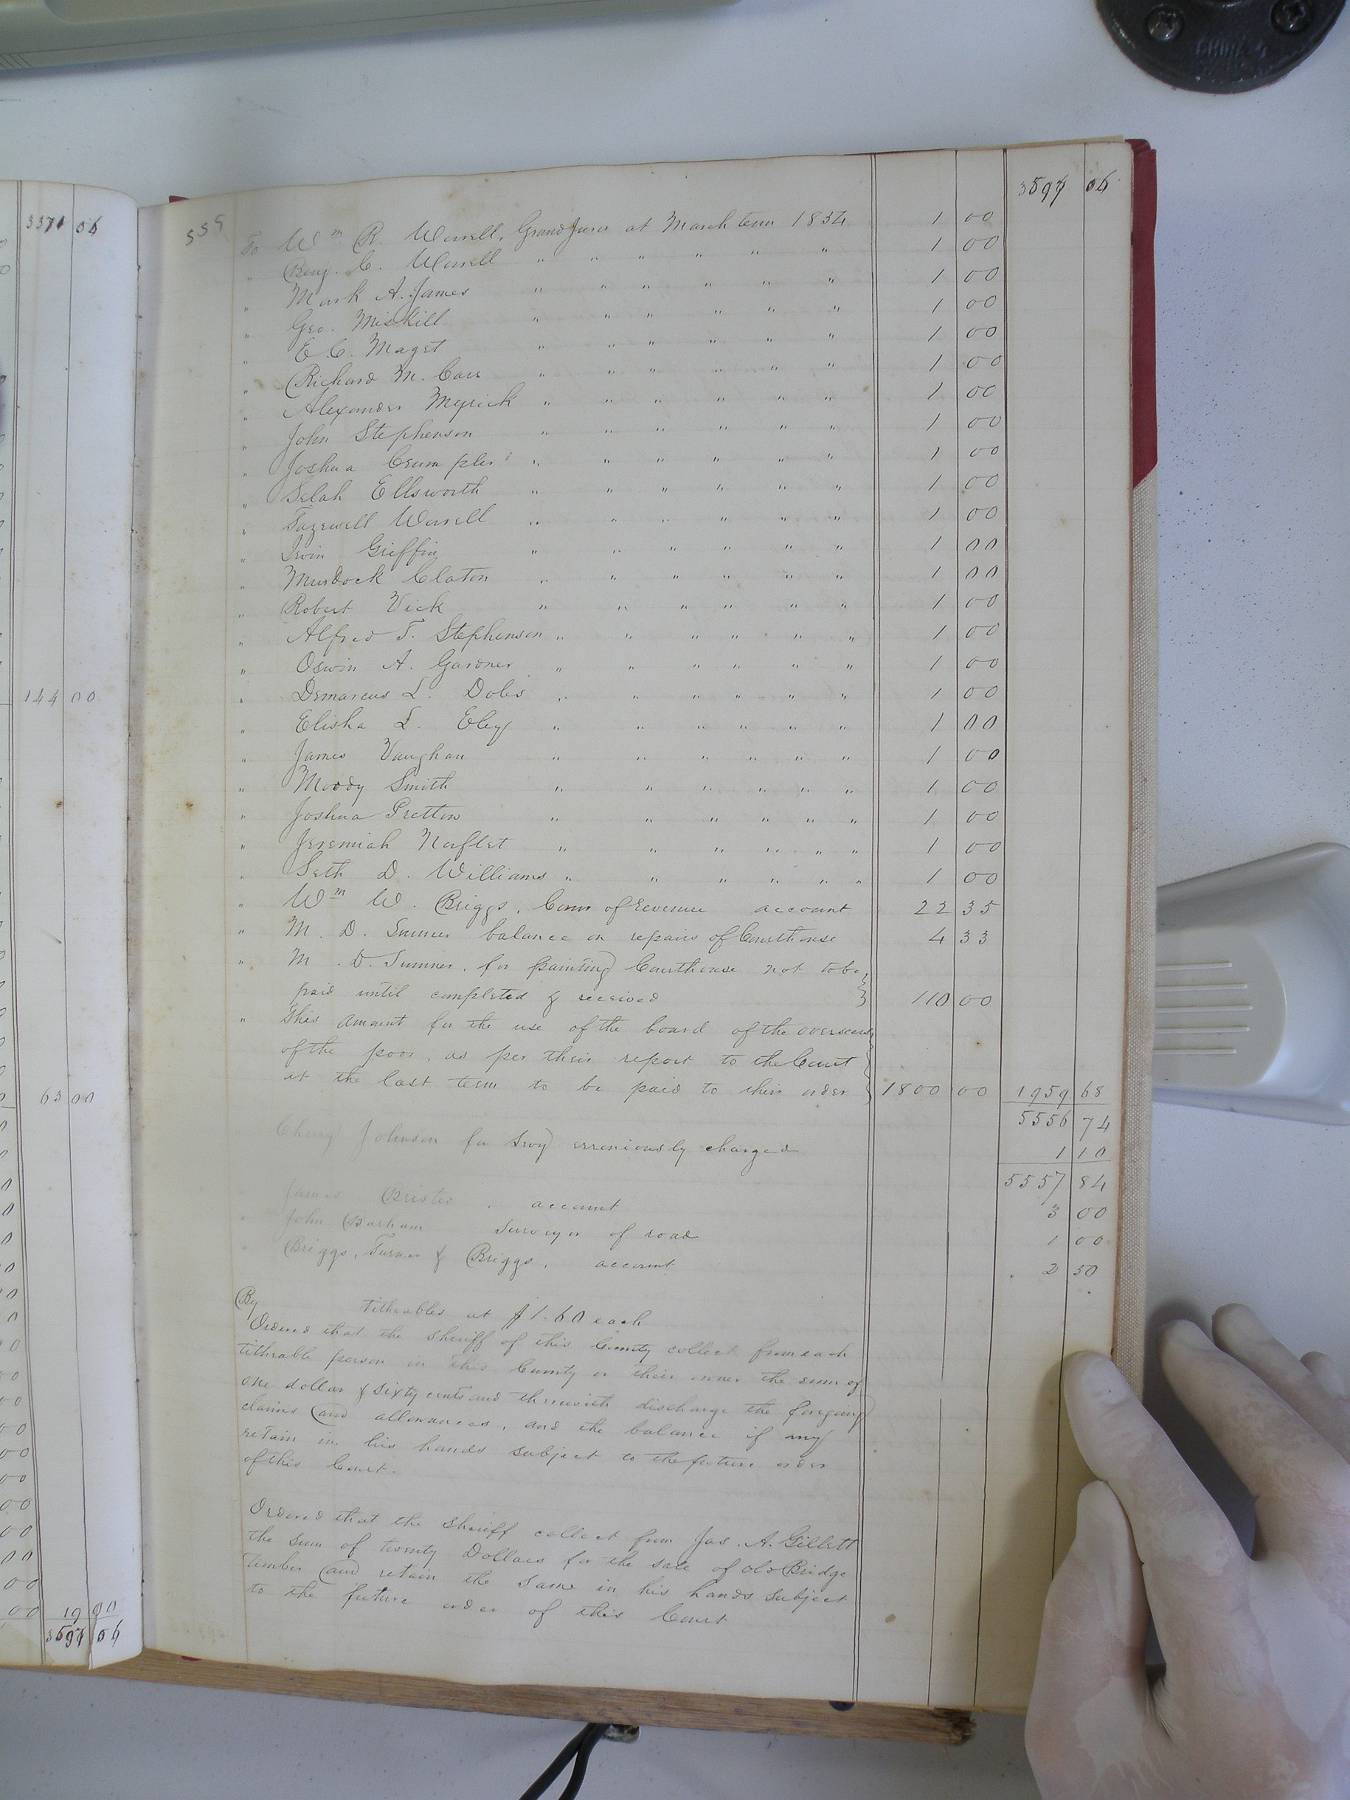 3371 06
144 00
63 00
19 00
3597 06
559
3597 06
To Wm R. Worrell, Grand Juror at March term 1854 1 00
" Benj. C. Worrell " " " " " " 1 00
" Mark A. James " " " " " 1 00
" Geo. Miskill " " " " " 1 00
" E. C. Maget " " " " " 1 00
" Richard M. Carr " " " " " 1 00
" Alexander Myrick " " " " " 1 00
" John Stephenson " " " " " 1 00
" Joshua Crumpler " " " " " 1 00
" Selah Ellsworth " " " " " 1 00
" Tazewell Worrell " " " " " 1 00
" Irvin Griffin " " " " " 1 00
" Murdock Claton " " " " " 1 00
" Robert Vick " " " " " " 1 00
" Alfred T. Stephenson " " " " " " 1 00
" Oswin A. Gardner " " " " " " 1 00
" Demarcus L. Doles " " " " " " 1 00
" Elisha L. Eley " " " " " " 1 00
" James Vaughan " " " " " " 1 00
" Moody Smith " " " " " " 1 00
" Joshua Pretlow " " " " " " 1 00
" Jeremiah Norflet " " " " " " 1 00
" Seth D. Williams " " " " " " 1 00
" Wm W. Briggs, Comr of Revenue account 22 35
" M. D. Sumner balance on repairs of Courthouse 4 33
" M. D. Sumner, for painting Courthouse not to be
paid until completed & received 110 00
" This amount for the use of the board of the overseers
of the poor, as per their report to the Court
at the last term to be paid to their order 1800 00 1959 68
5556 74
Johnson for levy erroniously charged 1 10
5557 84
James account 3 00
" John Barham Surveyor of road 1 00
" Briggs, Turner & Briggs, account 2 50
By tithables at $1.60 each
Ordered that the Sheriff of this County collect from each
tithable person in this County or their owner the sum of
one dollar & sixty cents and therewith discharge the foregoing
claims and allowances, and the balance if any
retain in his hands subject to the future order
of this Court.
Ordered that the Sheriff collect from Jas. A. Gillett
the Sum of twenty Dollars for the sale of old Bridge
timber and retain the same in his hands subject
to the future order of this Court